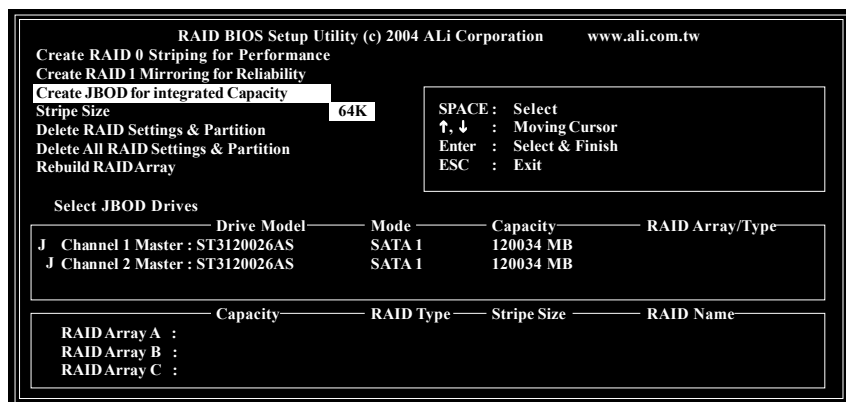 RAID BIOS Setup Utility (c) 2004 ALi Corporation www.ali.com.tw
Create RAID 0 Striping for Performance
Create RAID 1 Mirroring for Reliability
Create JBOD for integrated Capacity
Stripe Size 64K
Delete RAID Settings & Partition
Delete All RAID Settings & Partition
Rebuild RAID Array
SPACE : Select
↑, ↓ : Moving Cursor
Enter : Select & Finish
ESC : Exit
Select JBOD Drives
Drive Model Mode Capacity RAID Array/Type
J Channel 1 Master : ST3120026AS SATA 1 120034 MB
J Channel 2 Master : ST3120026AS SATA 1 120034 MB
Capacity RAID Type Stripe Size RAID Name
RAID Array A :
RAID Array B :
RAID Array C :